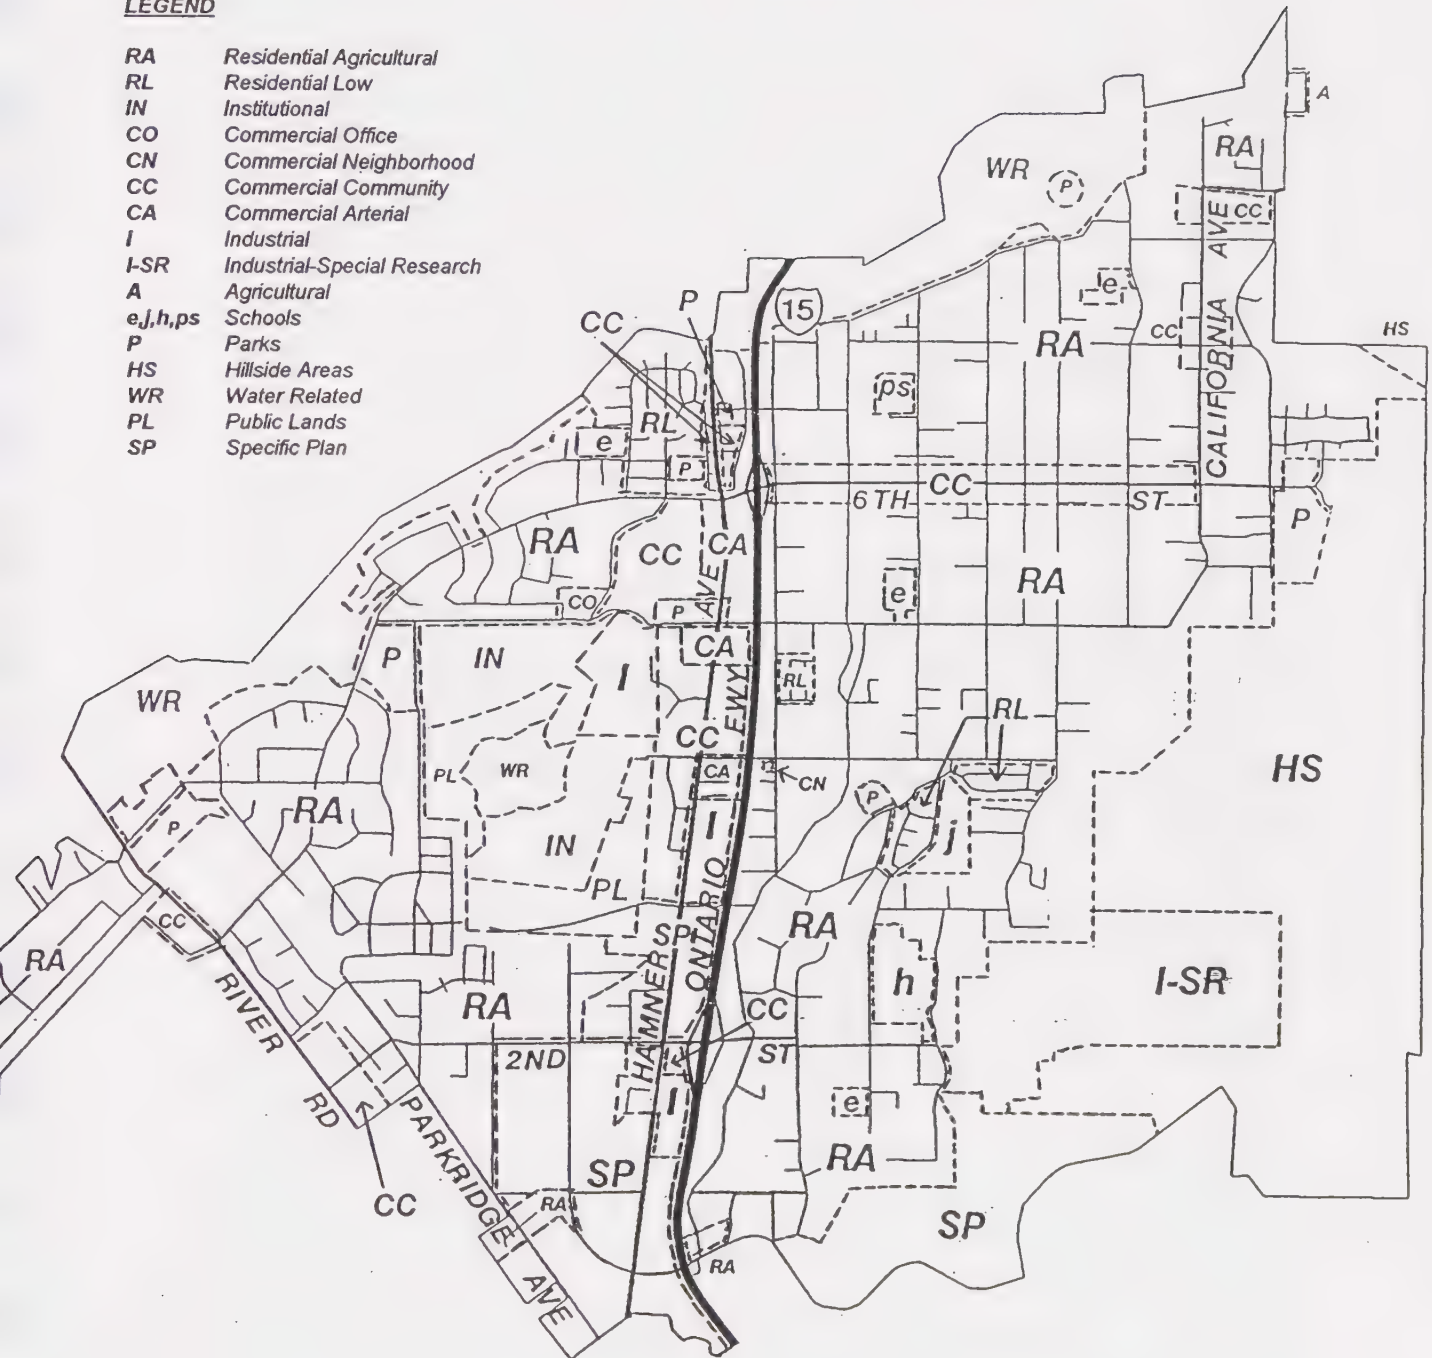 LEGEND
RA Residential Agricultural
RL Residential Low
IN Institutional
CO Commercial Office
CN Commercial Neighborhood
CC Commercial Community
CA Commercial Arterial
I Industrial
I-SR Industrial-Special Research
A Agricultural
e,j,h,ps Schools
P Parks
HS Hillside Areas
WR Water Related
PL Public Lands
SP Specific Plan
A
RA
WR
P
CC
CALIFORNIA AVE
e
P
15
CC
HS
CC
RA
ps
RL
e
P
CC
6TH
ST
P
RA
CC
CA
RA
e
CO
P
AVE
CA
P
IN
I
RL
WR
RL
FWY
CC
HS
PL
WR
CA
CN
P
RA
I
j
P
IN
PL
CC
RA
SP
ONTARIO
RA
h
I-SR
HAMNER
RA
CC
RIVER
RD
2ND
ST
I
e
PARKRIDGE
AVE
CC
SP
RA
RA
SP
RA